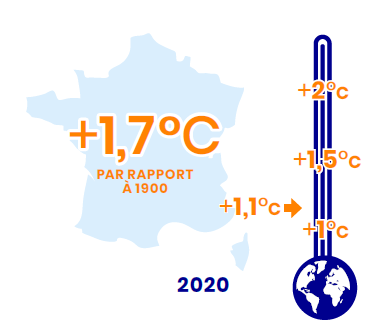 +1,7°C
PAR RAPPORT
À 1900
+2°C
+1,5°C
+1,1°C
+1°C
2020